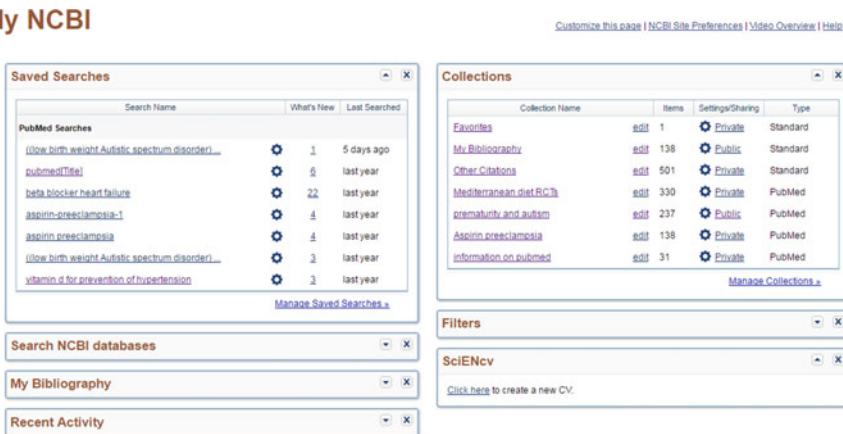 ly NCBI
Customize this page | NCBI Site Preferences | Video Overview | Help
Saved Searches
Search Name What's New Last Searched
PubMed Searches
((low birth weight Autistic spectrum disorder) ... 1 5 days ago
pubmed[Title] 6 last year
beta blocker heart failure 22 last year
aspirin-preeclampsia-1 4 last year
aspirin preeclampsia 4 last year
((low birth weight Autistic spectrum disorder) ... 3 last year
vitamin d for prevention of hypertension 3 last year
Manage Saved Searches »
Search NCBI databases
My Bibliography
Recent Activity
Collections
Collection Name Items Settings/Sharing Type
Favorites edit 1 Private Standard
My Bibliography edit 138 Public Standard
Other Citations edit 501 Private Standard
Mediterranean diet RCTs edit 330 Private PubMed
prematurity and autism edit 237 Public PubMed
Aspirin preeclampsia edit 138 Private PubMed
information on pubmed edit 31 Private PubMed
Manage Collections »
Filters
SciENcv
Click here to create a new CV.